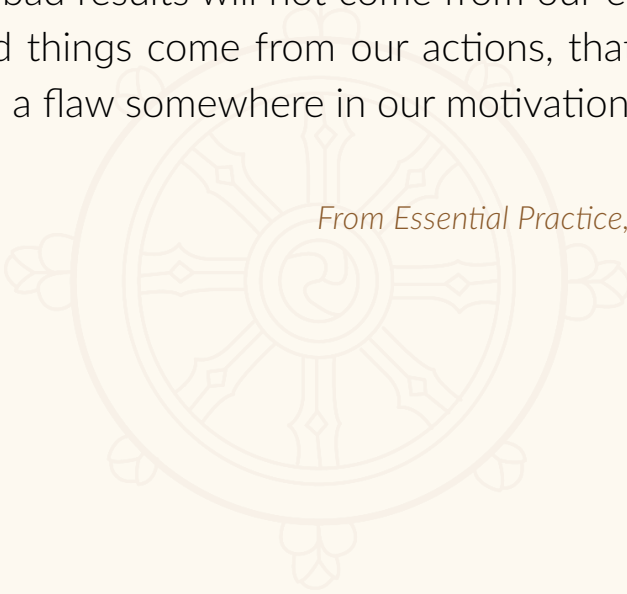 bad results will not come from our
things come from our actions,
a flaw somewhere in our motivation
From Essential Practice,